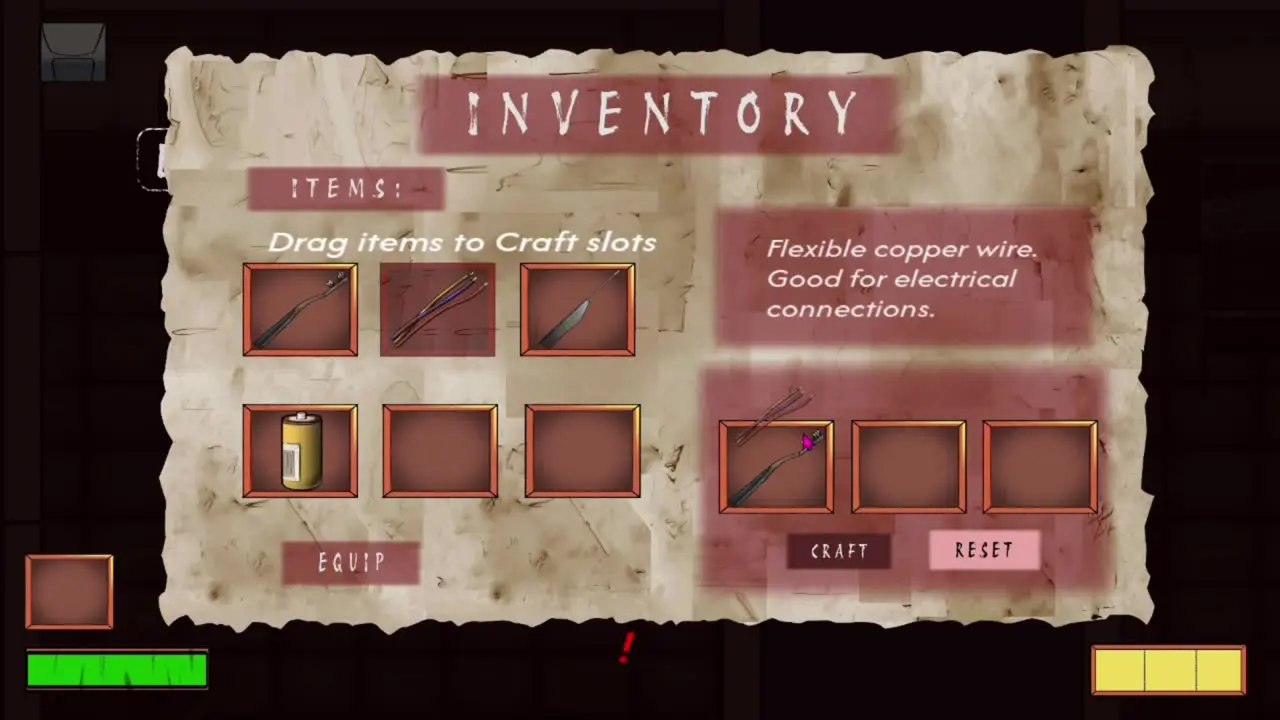 INVENTORY
ITEMS:
Drag items to Craft slots
Flexible copper wire.
Good for electrical
connections.
EQUIP
CRAFT
RESET
!